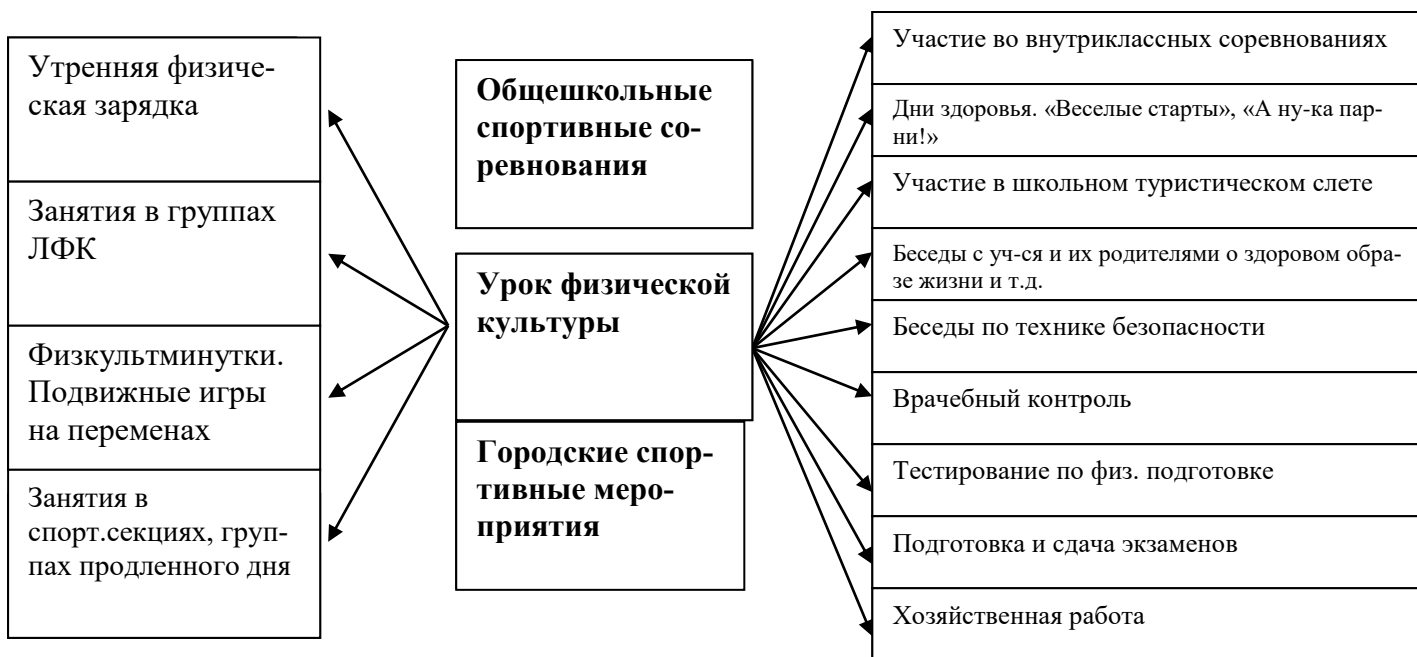 Утренняя физиче-
ская зарядка
Занятия в группах
ЛФК
Физкультминутки.
Подвижные игры
на переменах
Занятия в
спорт.секциях, груп-
пах продленного дня
Общешкольные
спортивные со-
ревнования
Урок физической
культуры
Городские спор-
тивные меро-
приятия
Участие во внутриклассных соревнованиях
Дни здоровья. «Веселые старты», «А ну-ка пар-
ни!»
Участие в школьном туристическом слете
Беседы с уч-ся и их родителями о здоровом обра-
зе жизни и т.д.
Беседы по технике безопасности
Врачебный контроль
Тестирование по физ. подготовке
Подготовка и сдача экзаменов
Хозяйственная работа